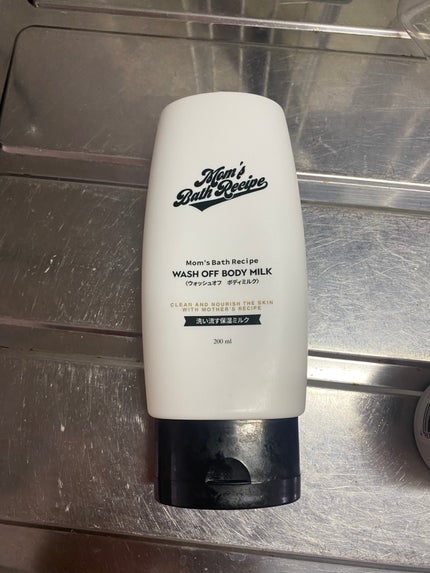 Mom's
Bath Recipe
Mom's Bath Recipe
WASH OFF BODY MILK
(ウォッシュオフ ボディミルク)
CLEAN AND NOURISH THE SKIN
WITH MOTHER'S RECIPE
洗い流す保湿ミルク
200 ml